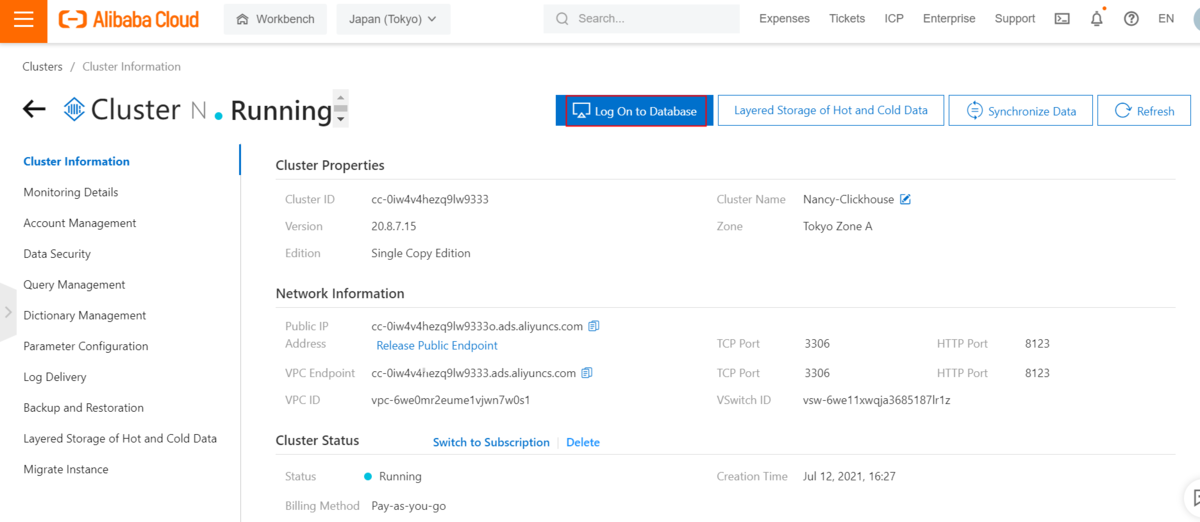 Alibaba Cloud Workbench Japan (Tokyo) Search... Expenses Tickets ICP Enterprise Support EN
Clusters / Cluster Information
Cluster N Running Log On to Database Layered Storage of Hot and Cold Data Synchronize Data Refresh
Cluster Information
Monitoring Details
Account Management
Data Security
Query Management
Dictionary Management
Parameter Configuration
Log Delivery
Backup and Restoration
Layered Storage of Hot and Cold Data
Migrate Instance
Cluster Properties
Cluster ID cc-0iw4v4hezq9lw9333 Cluster Name Nancy-Clickhouse
Version 20.8.7.15 Zone Tokyo Zone A
Edition Single Copy Edition
Network Information
Public IP Address cc-0iw4v4hezq9lw9333o.ads.aliyuncs.com
Release Public Endpoint TCP Port 3306 HTTP Port 8123
VPC Endpoint cc-0iw4v4hezq9lw9333.ads.aliyuncs.com TCP Port 3306 HTTP Port 8123
VPC ID vpc-6we0mr2eume1vjwn7w0s1 VSwitch ID vsw-6we11xwqja3685187lr1z
Cluster Status Switch to Subscription Delete
Status Running Creation Time Jul 12, 2021, 16:27
Billing Method Pay-as-you-go